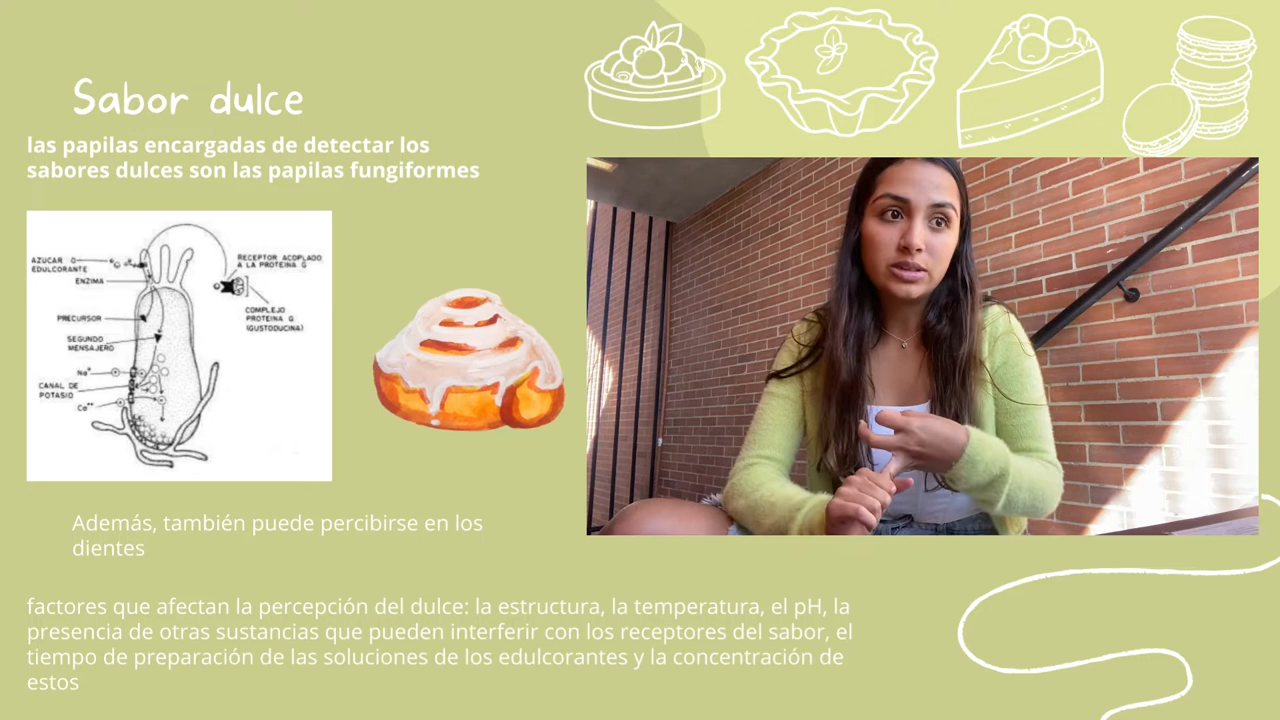 Sabor dulce
las papilas encargadas de detectar los
sabores dulces son las papilas fungiformes
AZUCAR O
EDULCORANTE
ENZIMA
PRECURSOR
SEGUNDO
MENSAJERO
Na+
CANAL DE
POTASIO
Ca++
RECEPTOR ACOPLADO
A LA PROTEINA G
COMPLEJO
PROTEINA G
(GUSTODUCINA)
Además, también puede percibirse en los
dientes
factores que afectan la percepción del dulce: la estructura, la temperatura, el pH, la
presencia de otras sustancias que pueden interferir con los receptores del sabor, el
tiempo de preparación de las soluciones de los edulcorantes y la concentración de
estos